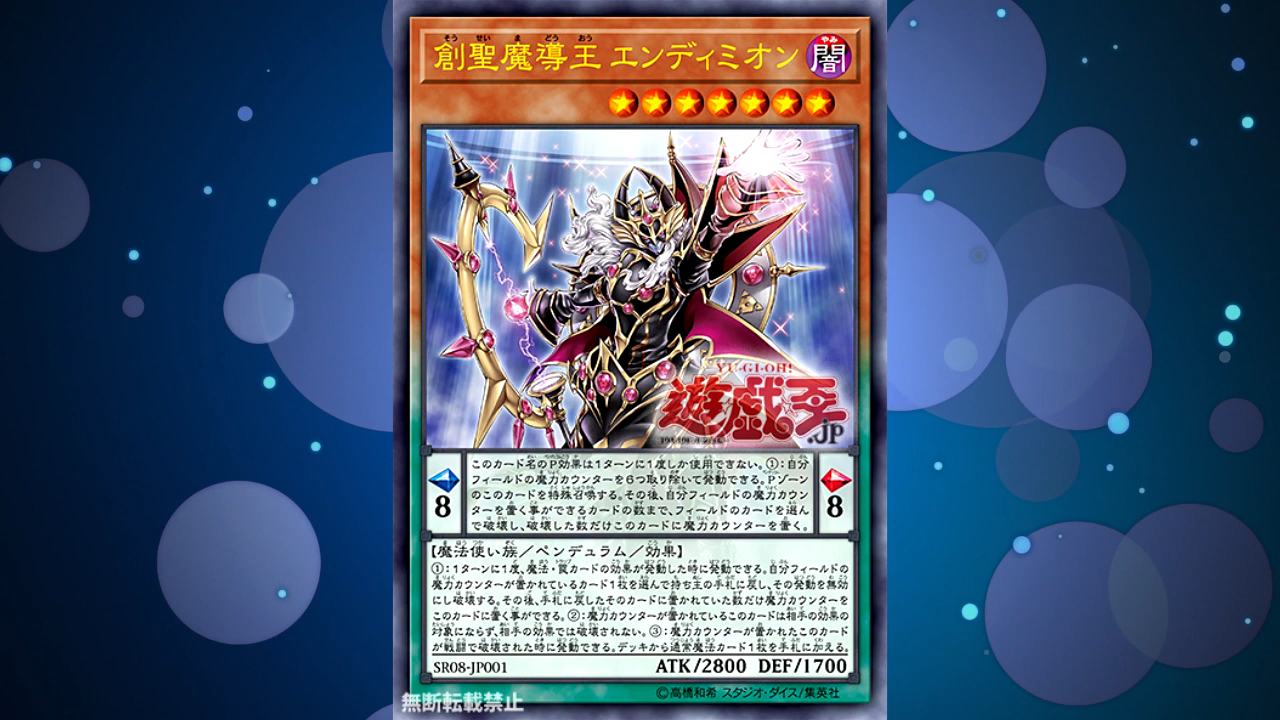 創聖魔導王 エンディミオン
闇
YU-GI-OH!
遊戯王.jp
このカード名のP効果は1ターンに1度しか使用できない。①:自分
フィールドの魔力カウンターを6つ取り除いて発動できる。Pゾーン
のこのカードを特殊召喚する。その後、自分フィールドの魔力カウン
ターを置く事ができるカードの数まで、フィールドのカードを選ん
で破壊し、破壊した数だけこのカードに魔力カウンターを置く。
8
8
【魔法使い族/ペンデュラム/効果】
①:1ターンに1度、魔法・罠カードの効果が発動した時に発動できる。自分フィールドの
魔力カウンターが置かれているカード1枚を選んで持ち主の手札に戻し、その発動を無効
にし破壊する。その後、手札に戻したそのカードに置かれていた数だけ魔力カウンターを
このカードに置く事ができる。②:魔力カウンターが置かれているこのカードは相手の効果の
対象にならず、相手の効果では破壊されない。③:魔力カウンターが置かれたこのカード
が戦闘で破壊された時に発動できる。デッキから通常魔法カード1枚を手札に加える。
SR08-JP001
ATK/2800 DEF/1700
無断転載禁止
©高橋和希 スタジオ・ダイス/集英社